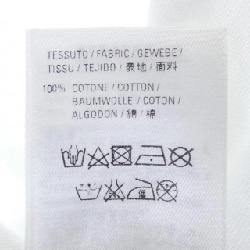 TESSUTO / FABRIC / GEWEBE /
TISSU / TEJIDO / 表地 / 面料
100% COTONE / COTTON /
BAUMWOLLE / COTON /
ALGODON / 綿 / 棉